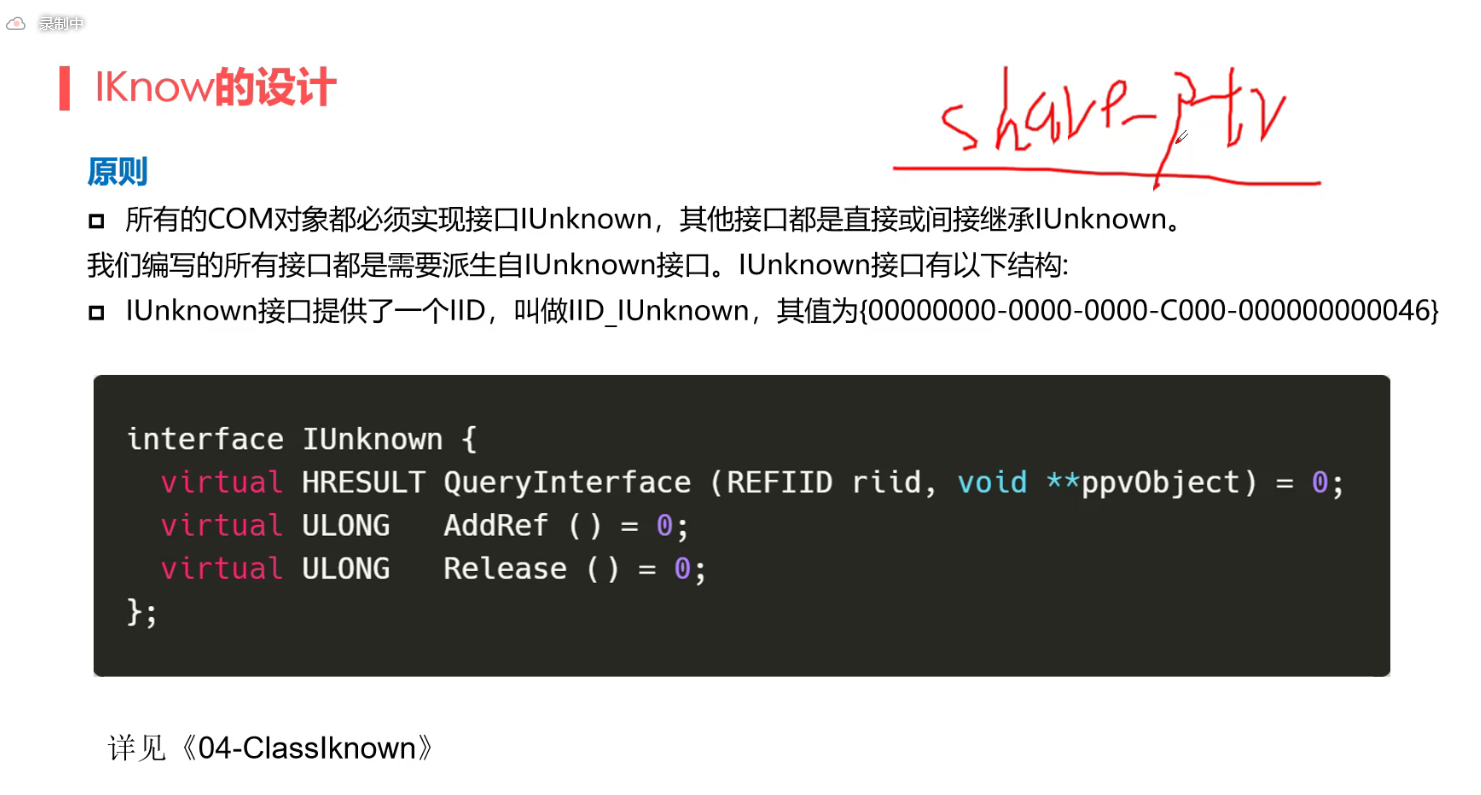 录制中
IKnow的设计
share_ptr
原则
所有的COM对象都必须实现接口IUnknown，其他接口都是直接或间接继承IUnknown。
我们编写的所有接口都是需要派生自IUnknown接口。IUnknown接口有以下结构:
IUnknown接口提供了一个IID，叫做IID_IUnknown，其值为{00000000-0000-0000-C000-000000000046}
interface IUnknown {
virtual HRESULT QueryInterface (REFIID riid, void **ppvObject) = 0;
virtual ULONG AddRef () = 0;
virtual ULONG Release () = 0;
};
详见《04-ClassIknown》